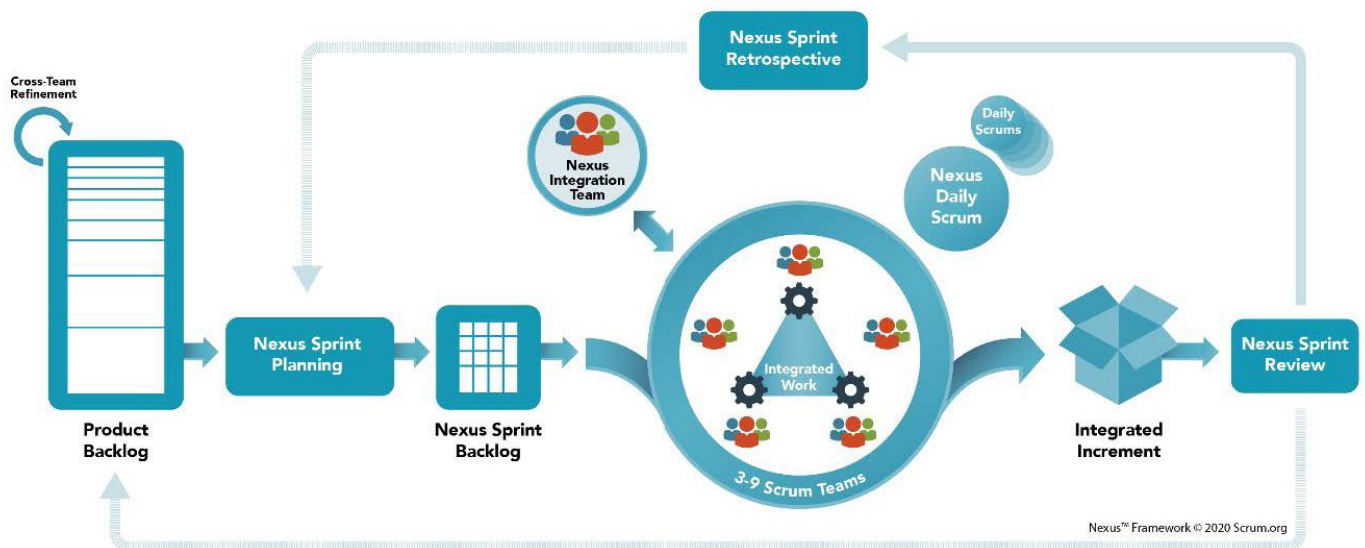 Nexus Sprint
Retrospective
Cross-Team
Refinement
Daily
Scrums
Nexus
Integration
Team
Nexus
Daily
Scrum
Nexus Sprint
Planning
Integrated
Work
Nexus Sprint
Review
Product
Backlog
Nexus Sprint
Backlog
3-9 Scrum Teams
Integrated
Increment
Nexus™ Framework © 2020 Scrum.org